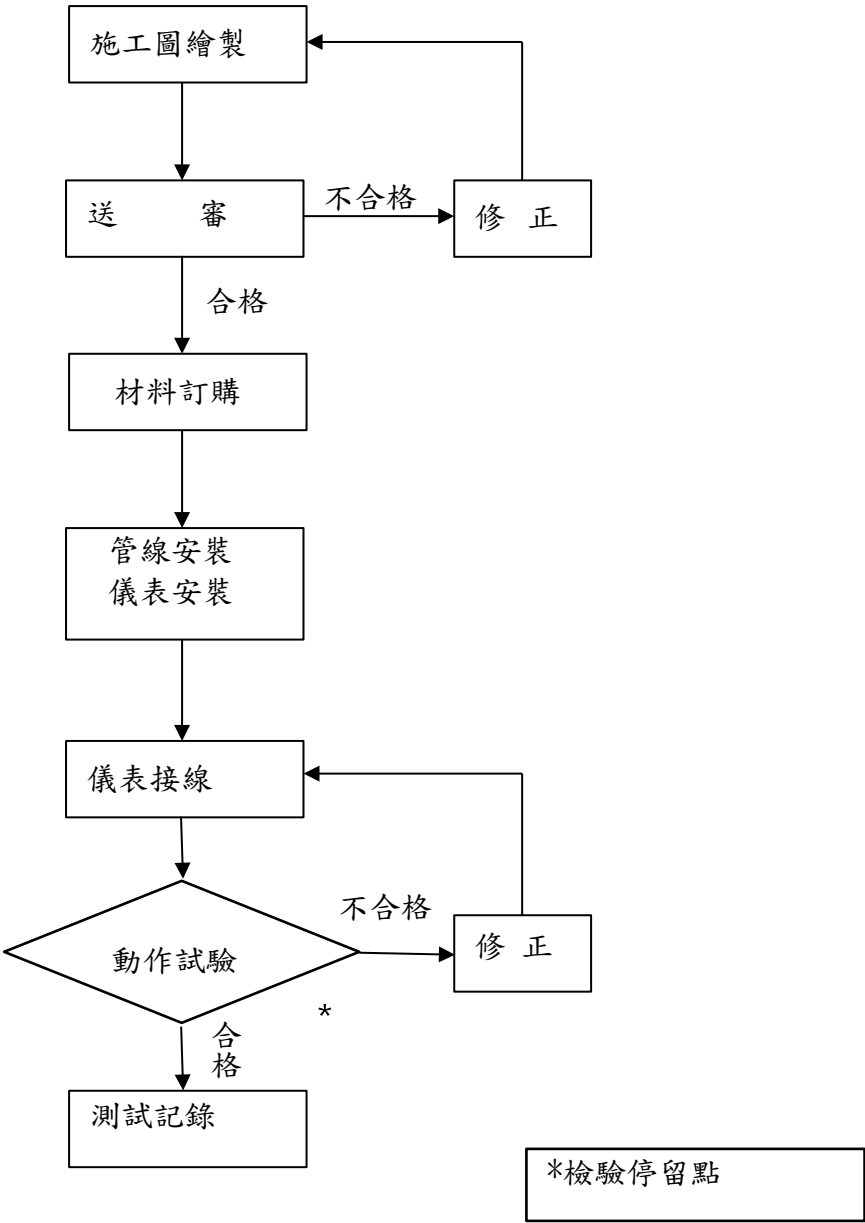 施工圖繪製
送 審
不合格
修 正
合格
材料訂購
管線安裝
儀表安裝
儀表接線
動作試驗
不合格
修 正
*
合
格
測試記錄
*檢驗停留點